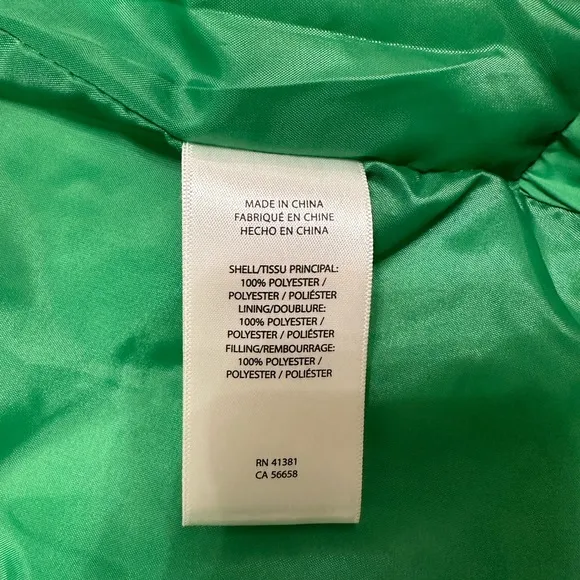 MADE IN CHINA
FABRIQUÉ EN CHINE
HECHO EN CHINA
SHELL/TISSU PRINCIPAL:
100% POLYESTER /
POLYESTER / POLIÉSTER
LINING/DOUBLURE:
100% POLYESTER /
POLYESTER / POLIÉSTER
FILLING/REMBOURRAGE:
100% POLYESTER /
POLYESTER / POLIÉSTER
RN 41381
CA 56658